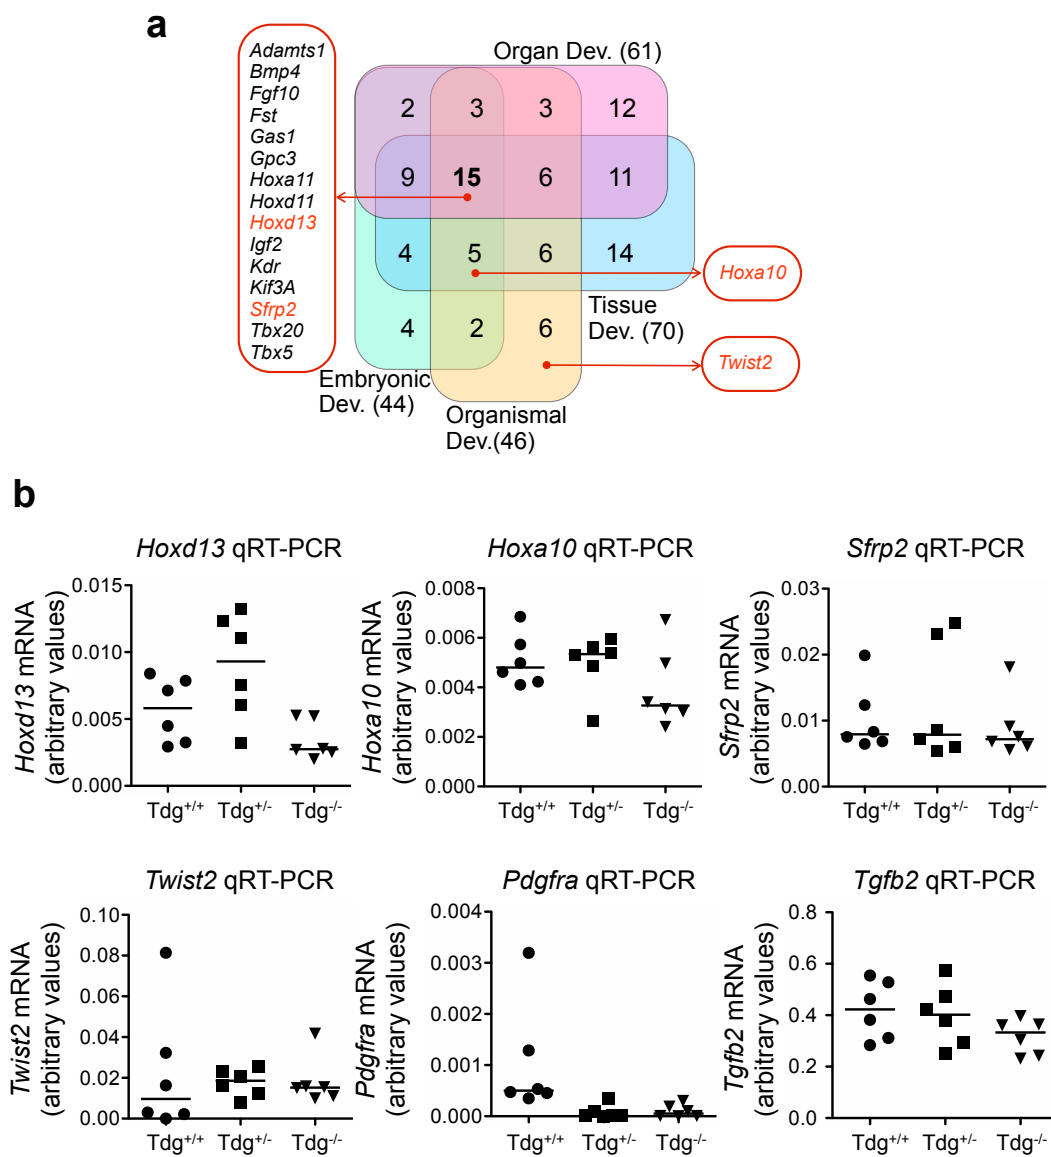 a
Adamts1
Bmp4
Fgf10
Fst
Gas1
Gpc3
Hoxa11
Hoxd11
Hoxd13
Igf2
Kdr
Kif3A
Sfrp2
Tbx20
Tbx5
Organ Dev. (61)
2 3 3 12
9 15 6 11
4 5 6 14
4 2 6
Hoxa10
Twist2
Tissue
Dev. (70)
Embryonic
Dev. (44)
Organismal
Dev.(46)
b
Hoxd13 qRT-PCR
Hoxd13 mRNA
(arbitrary values)
0.015
0.010
0.005
0.000
Tdg+/+ Tdg+/- Tdg-/-
Hoxa10 qRT-PCR
Hoxa10 mRNA
(arbitrary values)
0.008
0.006
0.004
0.002
0.000
Tdg+/+ Tdg+/- Tdg-/-
Sfrp2 qRT-PCR
Sfrp2 mRNA
(arbitrary values)
0.03
0.02
0.01
0.00
Tdg+/+ Tdg+/- Tdg-/-
Twist2 qRT-PCR
Twist2 mRNA
(arbitrary values)
0.10
0.08
0.06
0.04
0.02
0.00
Tdg+/+ Tdg+/- Tdg-/-
Pdgfra qRT-PCR
Pdgfra mRNA
(arbitrary values)
0.004
0.003
0.002
0.001
0.000
Tdg+/+ Tdg+/- Tdg-/-
Tgfb2 qRT-PCR
Tgfb2 mRNA
(arbitrary values)
0.8
0.6
0.4
0.2
0.0
Tdg+/+ Tdg+/- Tdg-/-